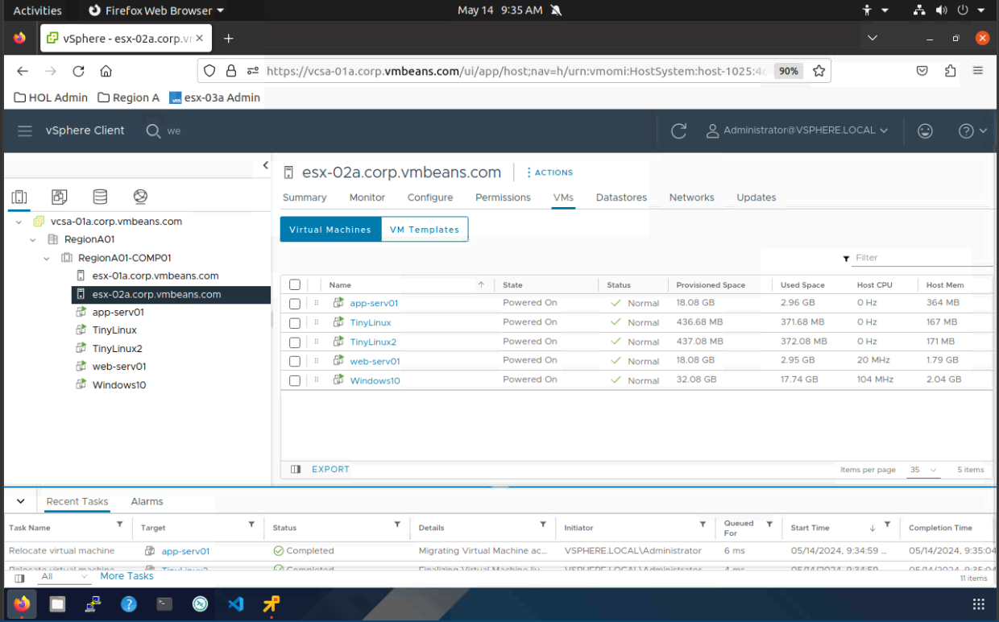 Activities Firefox Web Browser May 14 9:35 AM
vSphere - esx-02a.corp.vr
https://vcsa-01a.corp.vmbeans.com/ui/app/host;nav=h/urn:vmomi:HostSystem:host-1025:4 90%
HOL Admin Region A vm esx-03a Admin
vSphere Client we Administrator@VSPHERE.LOCAL
esx-02a.corp.vmbeans.com ACTIONS
Summary Monitor Configure Permissions VMs Datastores Networks Updates
vcsa-01a.corp.vmbeans.com
RegionA01
RegionA01-COMP01
esx-01a.corp.vmbeans.com
esx-02a.corp.vmbeans.com
app-serv01
TinyLinux
TinyLinux2
web-serv01
Windows10
Virtual Machines VM Templates
Filter
Name State Status Provisioned Space Used Space Host CPU Host Mem
app-serv01 Powered On Normal 18.08 GB 2.96 GB 0 Hz 364 MB
TinyLinux Powered On Normal 436.68 MB 371.68 MB 0 Hz 167 MB
TinyLinux2 Powered On Normal 437.08 MB 372.08 MB 0 Hz 171 MB
web-serv01 Powered On Normal 18.08 GB 2.95 GB 20 MHz 1.79 GB
Windows10 Powered On Normal 32.08 GB 17.74 GB 104 MHz 2.04 GB
EXPORT Items per page 35 5 items
Recent Tasks Alarms
Task Name Target Status Details Initiator Queued For Start Time Completion Time
Relocate virtual machine app-serv01 Completed Migrating Virtual Machine ac... VSPHERE.LOCAL\Administrator 6 ms 05/14/2024, 9:34:59 ... 05/14/2024, 9:35:04
Relocate virtual machine TinyLinux2 Completed Finalizing Virtual Machine liv... VSPHERE.LOCAL\Administrator 4 ms 05/14/2024, 9:34:59 05/14/2024, 9:35:04
All More Tasks 11 items